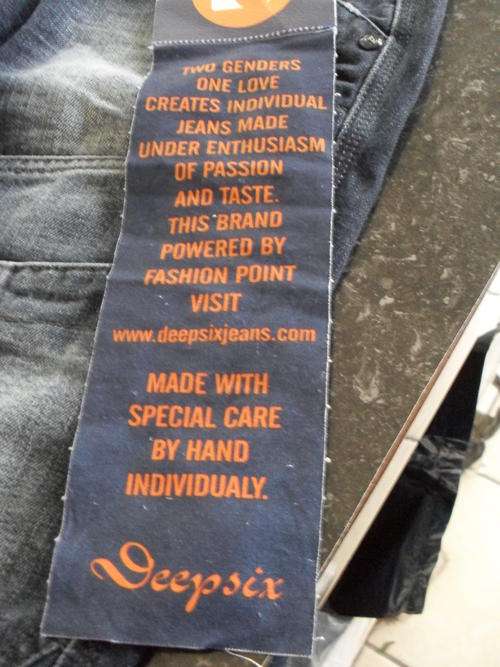 TWO GENDERS
ONE LOVE
CREATES INDIVIDUAL
JEANS MADE
UNDER ENTHUSIASM
OF PASSION
AND TASTE.
THIS BRAND
POWERED BY
FASHION POINT
VISIT
www.deepsixjeans.com
MADE WITH
SPECIAL CARE
BY HAND
INDIVIDUALY.
Deepsix